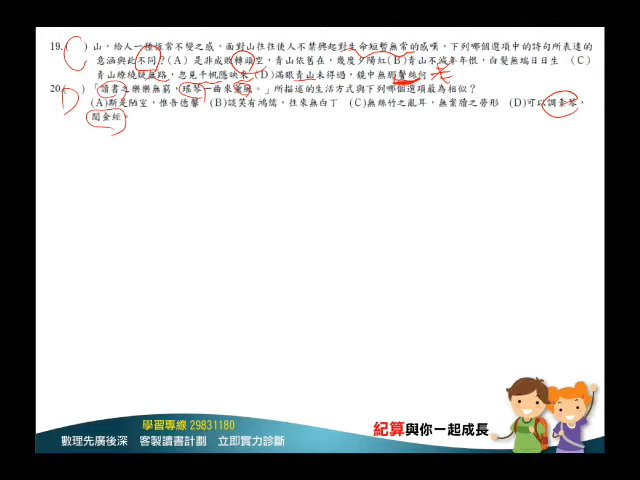 19.(C) 山，給人一種恆常不變之感，面對山往往使人不禁興起對生命短暫無常的感嘆，下列哪個選項中的詩句所表達的
意涵與此不同？(A) 是非成敗轉頭空，青山依舊在，幾度夕陽紅(B)青山不減年年恨，白髮無端日日生 (C)
青山繚繞疑無路，忽見千帆隱映來(D)滿眼青山未得過，鏡中無那鬢絲何 老
20.(D) 「讀書之樂樂無窮，瑤琴一曲來薰風。」所描述的生活方式與下列哪個選項最為相似？
(A)斯是陋室，惟吾德馨 (B)談笑有鴻儒，往來無白丁 (C)無絲竹之亂耳，無案牘之勞形 (D)可以調素琴，
閱金經。
學習專線 29831180
數理先廣後深 客製讀書計劃 立即實力診斷
紀算與你一起成長